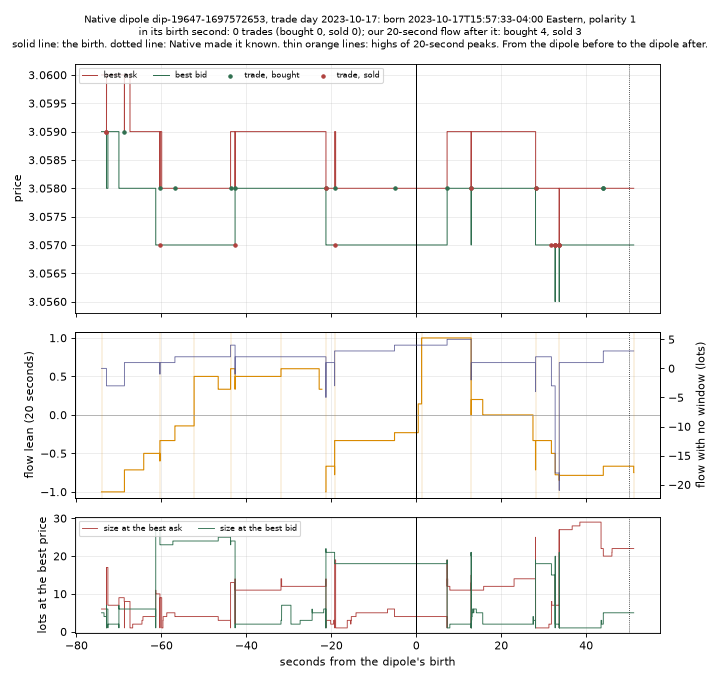 Native dipole dip-19647-1697572653, trade day 2023-10-17: born 2023-10-17T15:57:33-04:00 Eastern, polarity 1
in its birth second: 0 trades (bought 0, sold 0); our 20-second flow after it: bought 4, sold 3
solid line: the birth. dotted line: Native made it known. thin orange lines: highs of 20-second peaks. From the dipole before to the dipole after.
best ask
best bid
trade, bought
trade, sold
3.0600
3.0595
3.0590
3.0585
3.0580
3.0575
3.0570
3.0565
3.0560
price
1.0
0.5
0.0
−0.5
−1.0
flow lean (20 seconds)
5
0
−5
−10
−15
−20
flow with no window (lots)
size at the best ask
size at the best bid
30
20
10
0
lots at the best price
−80
−60
−40
−20
0
20
40
seconds from the dipole's birth